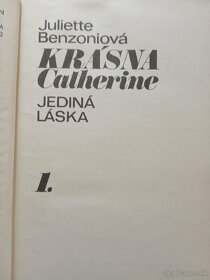 Juliette
Benzoniová
KRÁSNA
Catherine
JEDINÁ
LÁSKA
1.